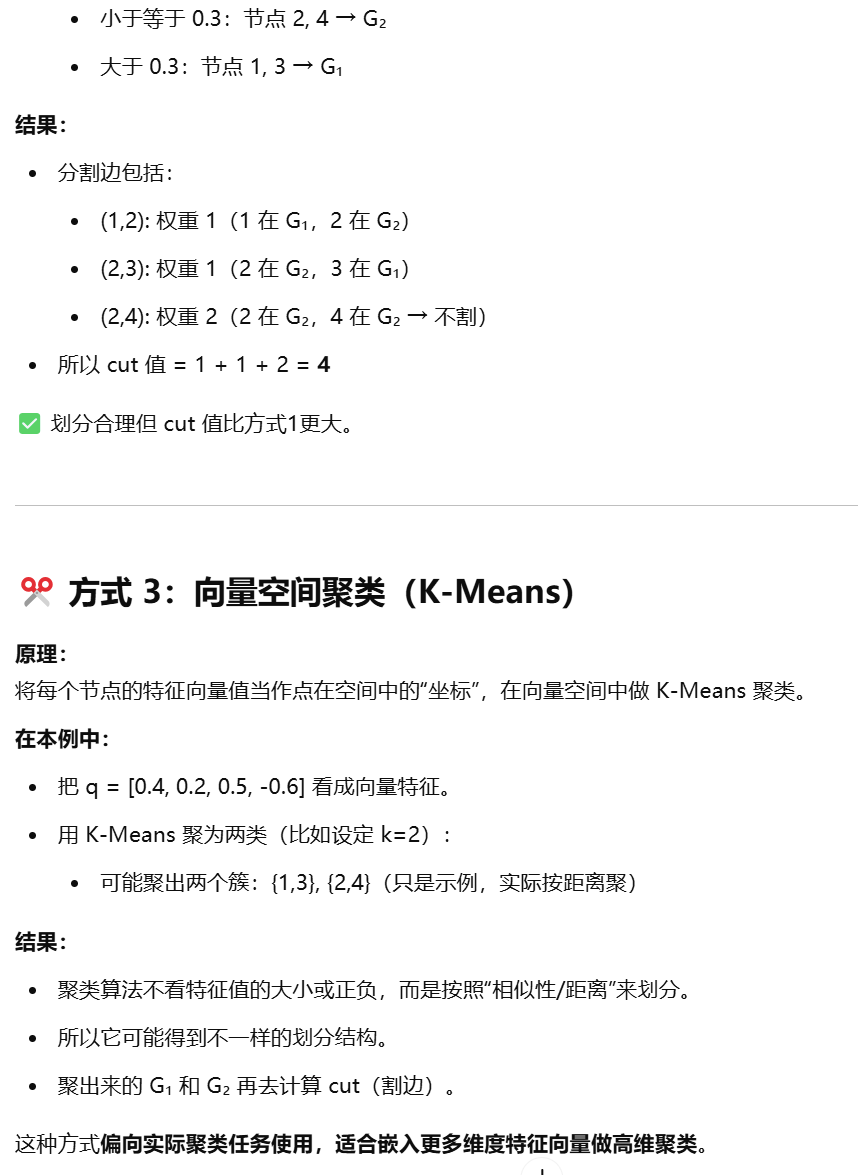 • 小于等于 0.3：节点 2, 4 → G₂
• 大于 0.3：节点 1, 3 → G₁
结果：
• 分割边包括：
• (1,2): 权重 1（1 在 G₁，2 在 G₂）
• (2,3): 权重 1（2 在 G₂，3 在 G₁）
• (2,4): 权重 2（2 在 G₂，4 在 G₂ → 不割）
• 所以 cut 值 = 1 + 1 + 2 = 4
✅ 划分合理但 cut 值比方式1更大。
✂️ 方式 3：向量空间聚类（K-Means）
原理：
将每个节点的特征向量值当作点在空间中的“坐标”，在向量空间中做 K-Means 聚类。
在本例中：
• 把 q = [0.4, 0.2, 0.5, -0.6] 看成向量特征。
• 用 K-Means 聚为两类（比如设定 k=2）:
• 可能聚出两个簇：{1,3}, {2,4}（只是示例，实际按距离聚）
结果：
• 聚类算法不看特征值的大小或正负，而是按照“相似性/距离”来划分。
• 所以它可能得到不一样的划分结构。
• 聚出来的 G₁ 和 G₂ 再去计算 cut（割边）。
这种方式偏向实际聚类任务使用，适合嵌入更多维度特征向量做高维聚类。